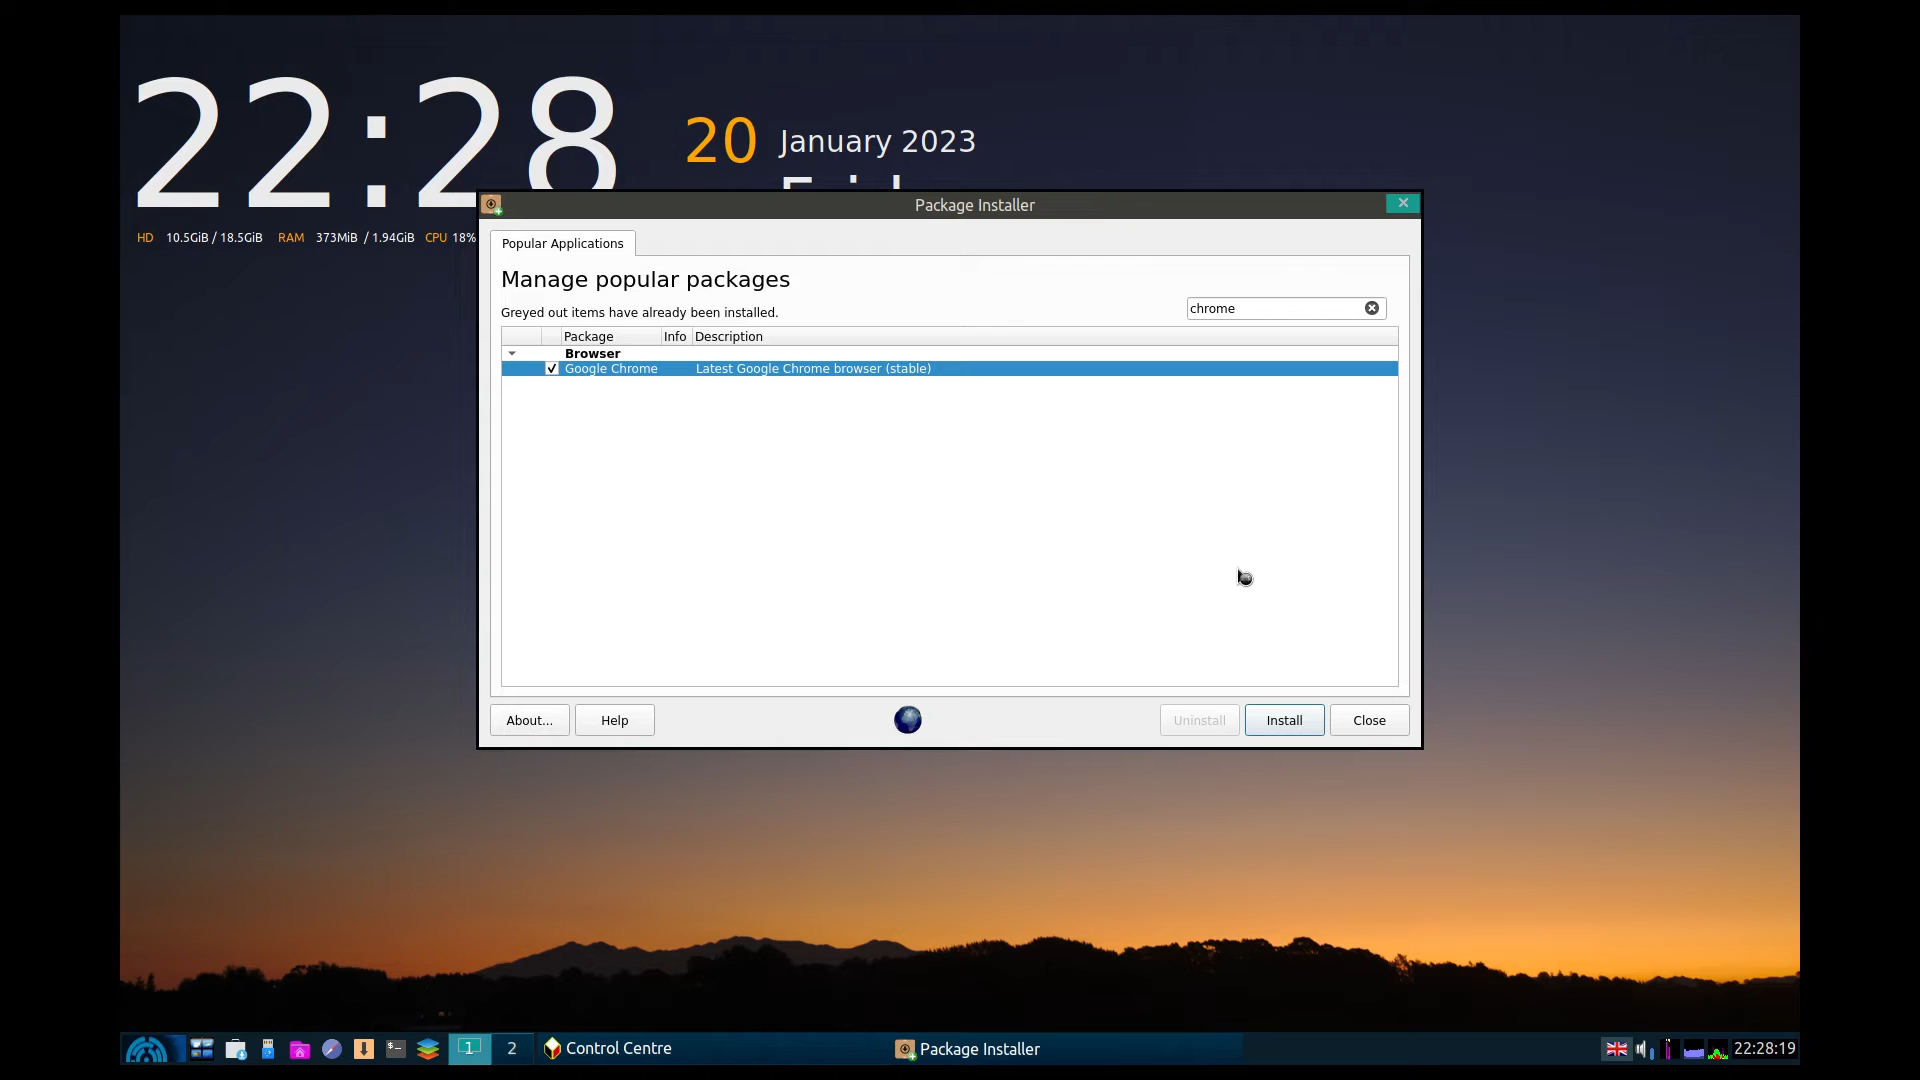 22:28
20 January 2023
HD 10.5GiB / 18.5GiB RAM 373MiB / 1.94GiB CPU 18%
Package Installer
Popular Applications
Manage popular packages
Greyed out items have already been installed.
chrome
Package Info Description
Browser
Google Chrome Latest Google Chrome browser (stable)
About...
Help
Uninstall
Install
Close
1
2
Control Centre
Package Installer
22:28:19